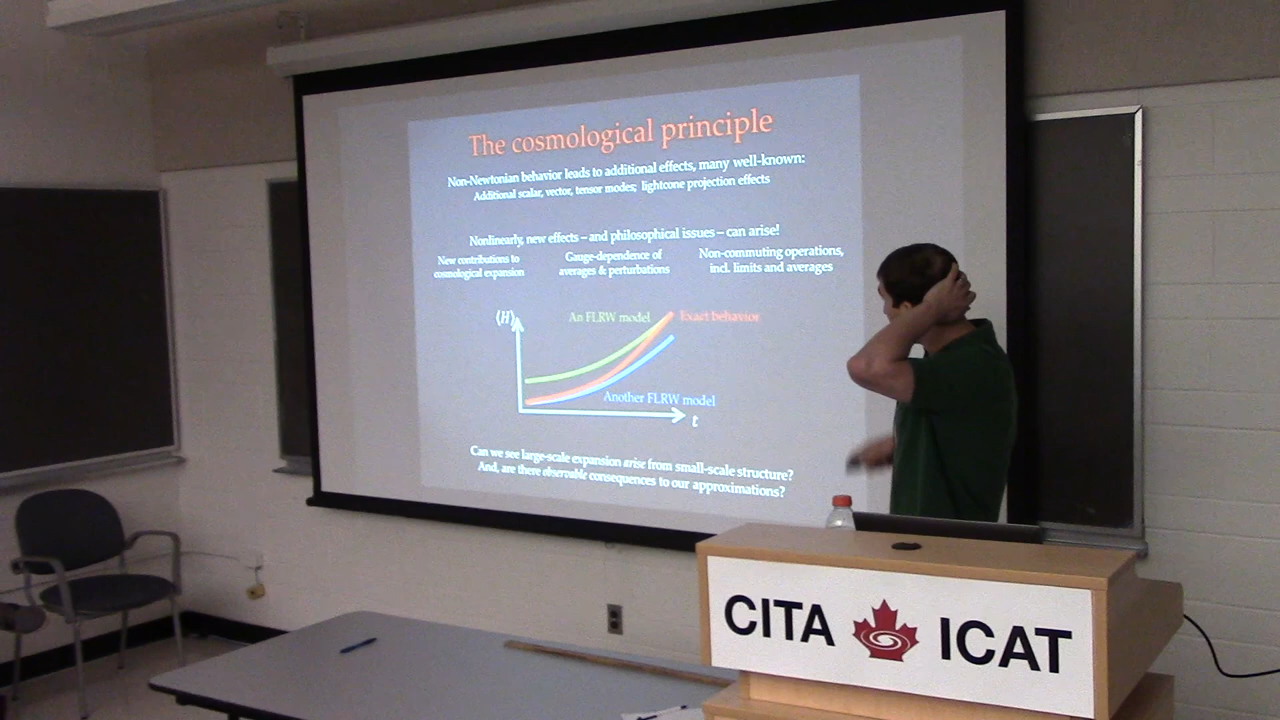 The cosmological principle
Non-Newtonian behavior leads to additional effects, many well-known:
Additional scalar, vector, tensor modes; lightcone projection effects
Nonlinearly, new effects – and philosophical issues – can arise!
New contributions to
cosmological expansion
Gauge-dependence of
averages & perturbations
Non-commuting operations,
incl. limits and averages
⟨H⟩
An FLRW model
Exact behavior
Another FLRW model
t
Can we see large-scale expansion arise from small-scale structure?
And, are there observable consequences to our approximations?
CITA ICAT